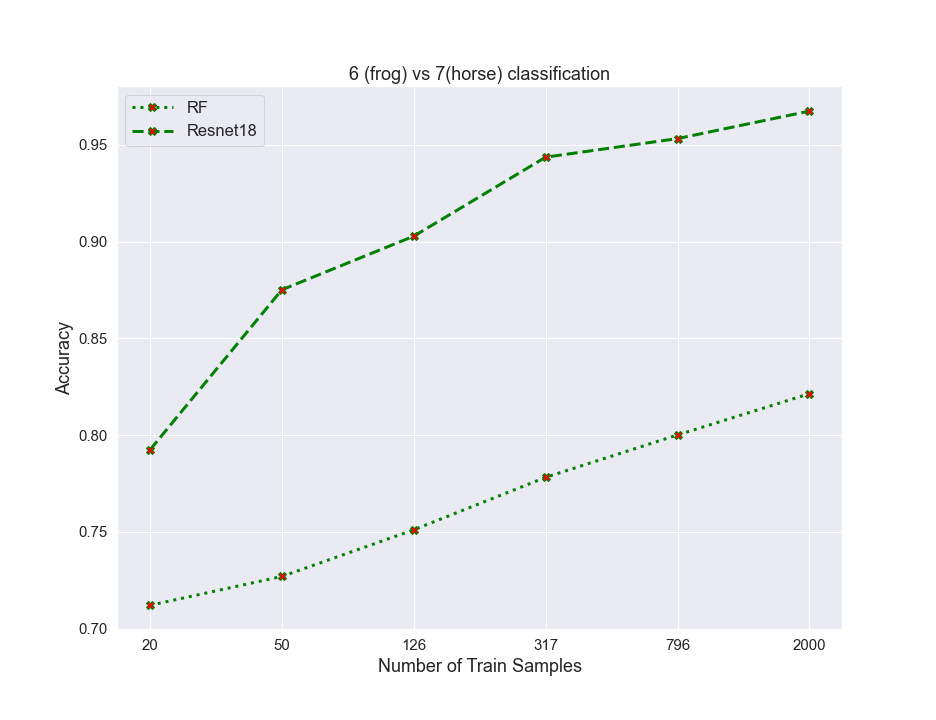 6 (frog) vs 7(horse) classification
RF
Resnet18
0.95
0.90
0.85
0.80
0.75
0.70
Accuracy
20 50 126 317 796 2000
Number of Train Samples